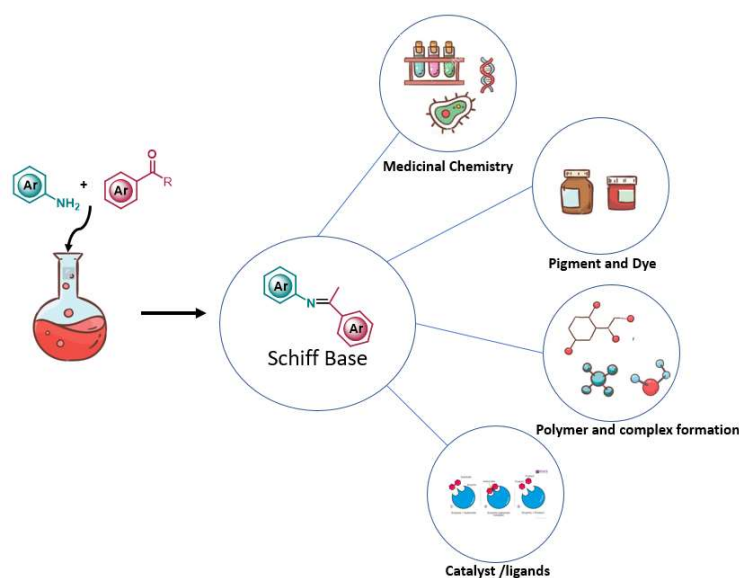 Medicinal Chemistry
Ar
+
Ar
O
R
NH₂
Pigment and Dye
Ar
N
Ar
Schiff Base
Polymer and complex formation
Catalyst /ligands